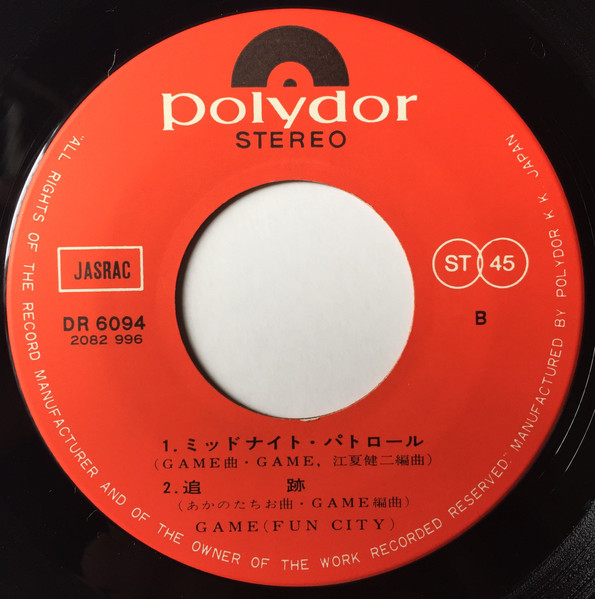 polydor
STEREO
JASRAC
ST 45
DR 6094
2082 996
B
1.ミッドナイト・パトロール
(GAME曲・GAME, 江夏健二編曲)
2.追 跡
(あかのたちお曲・GAME編曲)
GAME(FUN CITY)
"ALL RIGHTS OF THE RECORD MANUFACTURER AND OF THE OWNER OF THE WORK RECORDED RESERVED." MANUFACTURED BY POLYDOR K. K. JAPAN